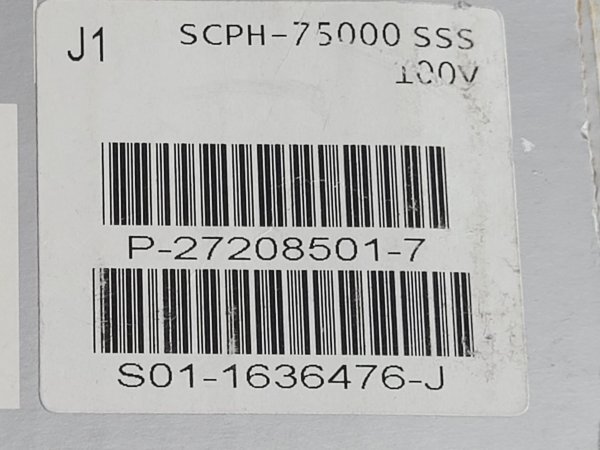 J1
SCPH-75000 SSS
100V
P-27208501-7
S01-1636476-J